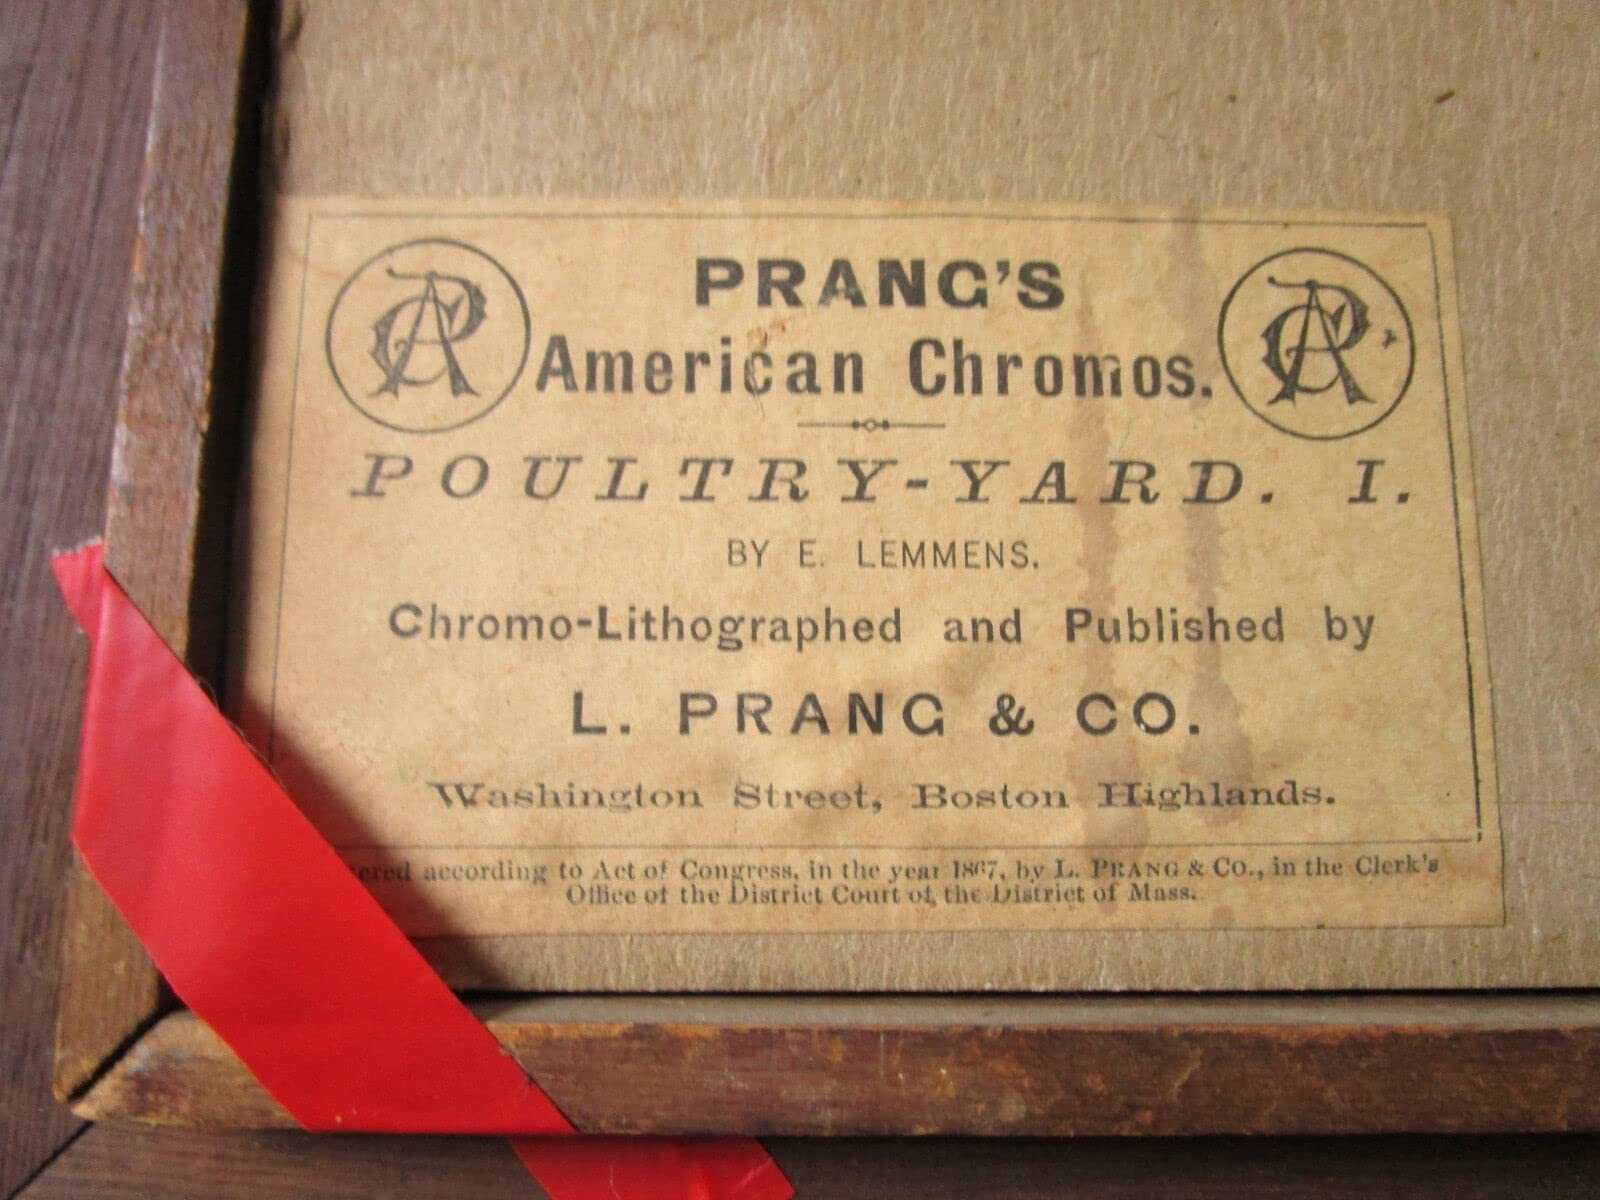 PRANG'S
American Chromos.
POULTRY-YARD. I.
BY E. LEMMENS.
Chromo-Lithographed and Published by
L. PRANG & CO.
Washington Street, Boston Highlands.
ered according to Act of Congress, in the year 1867, by L. PRANG & CO., in the Clerk's
Office of the District Court of the District of Mass.